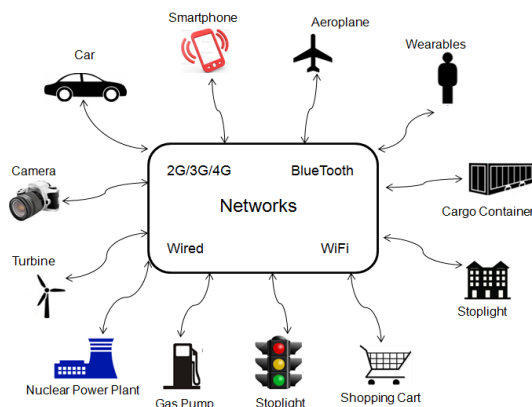 Smartphone
Aeroplane
Wearables
Car
Camera
2G/3G/4G
BlueTooth
Networks
Cargo Container
Wired
WiFi
Turbine
Stoplight
Nuclear Power Plant
Gas Pump
Stoplight
Shopping Cart